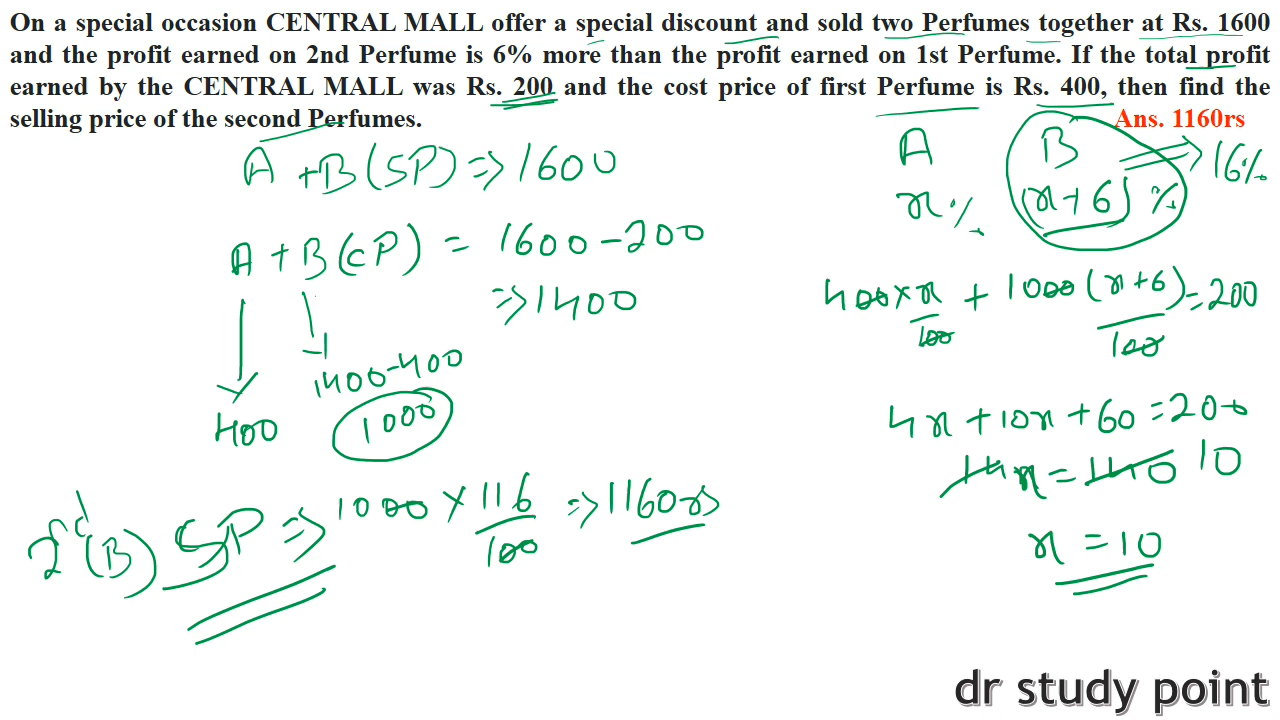 On a special occasion CENTRAL MALL offer a special discount and sold two Perfumes together at Rs. 1600
and the profit earned on 2nd Perfume is 6% more than the profit earned on 1st Perfume. If the total profit
earned by the CENTRAL MALL was Rs. 200 and the cost price of first Perfume is Rs. 400, then find the
selling price of the second Perfumes.
Ans. 1160rs
A + B (SP) => 1600
A + B (CP) = 1600 - 200
=> 1400
400
1400-400
1000
A B => 16%
x% (x+6) %
400 × x/100 + 1000 (x+6)/100 = 200
4x + 10x + 60 = 200
14x = 140 10
x = 10
2nd (B) SP => 1000 × 116/100 => 1160rs
dr study point